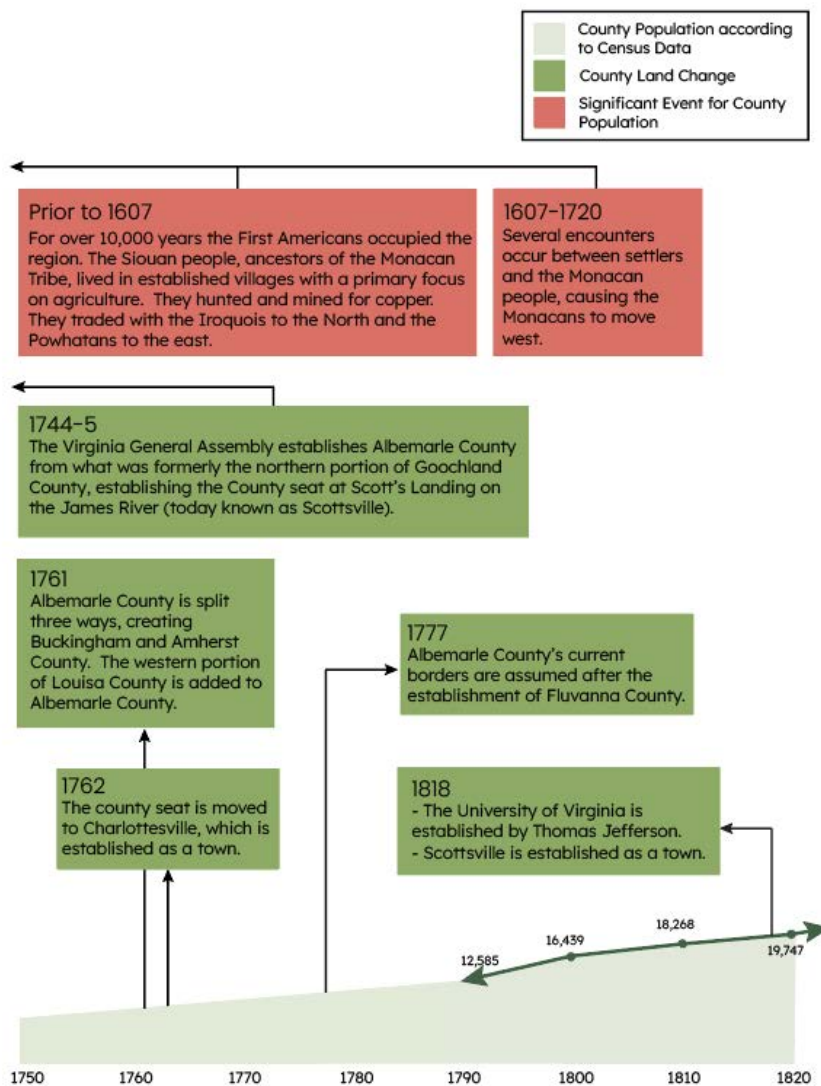 County Population according
to Census Data
County Land Change
Significant Event for County
Population
Prior to 1607
For over 10,000 years the First Americans occupied the
region. The Siouan people, ancestors of the Monacan
Tribe, lived in established villages with a primary focus
on agriculture. They hunted and mined for copper.
They traded with the Iroquois to the North and the
Powhatans to the east.
1607-1720
Several encounters
occur between settlers
and the Monacan
people, causing the
Monacans to move
west.
1744-5
The Virginia General Assembly establishes Albemarle County
from what was formerly the northern portion of Goochland
County, establishing the County seat at Scott's Landing on
the James River (today known as Scottsville).
1761
Albemarle County is split
three ways, creating
Buckingham and Amherst
County. The western portion
of Louisa County is added to
Albemarle County.
1777
Albemarle County's current
borders are assumed after the
establishment of Fluvanna County.
1762
The county seat is moved
to Charlottesville, which is
established as a town.
1818
- The University of Virginia is
established by Thomas Jefferson.
- Scottsville is established as a town.
12,585
16,439
18,268
19,747
1750 1760 1770 1780 1790 1800 1810 1820